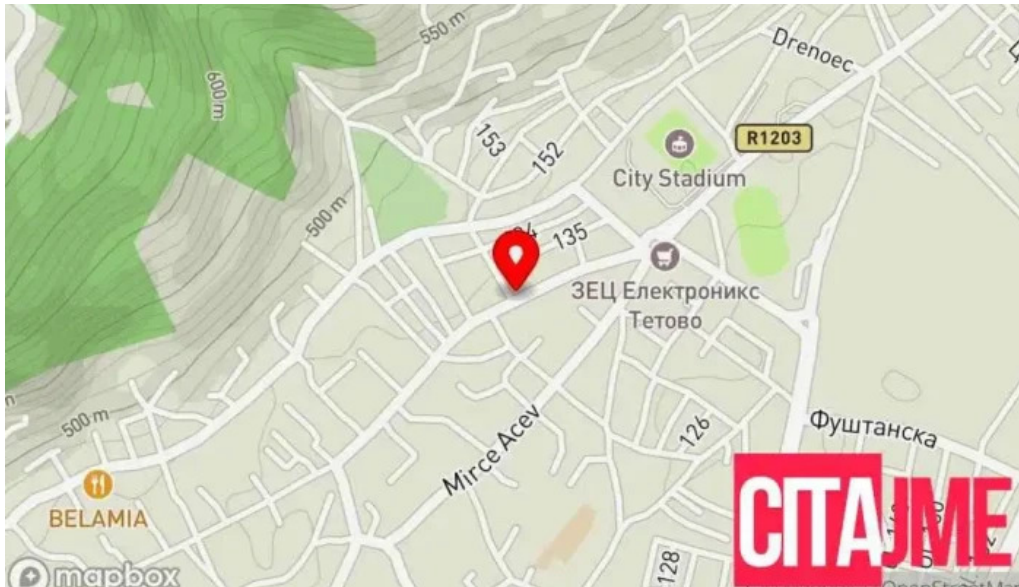 550 m
Drenoec
600 m
153
152
R1203
City Stadium
500 m
135
ЗЕЦ Електроникс
Тетово
500 m
Mirce Acev
126
Фуштанска
BELAMIA
CITAJME
128
mapbox